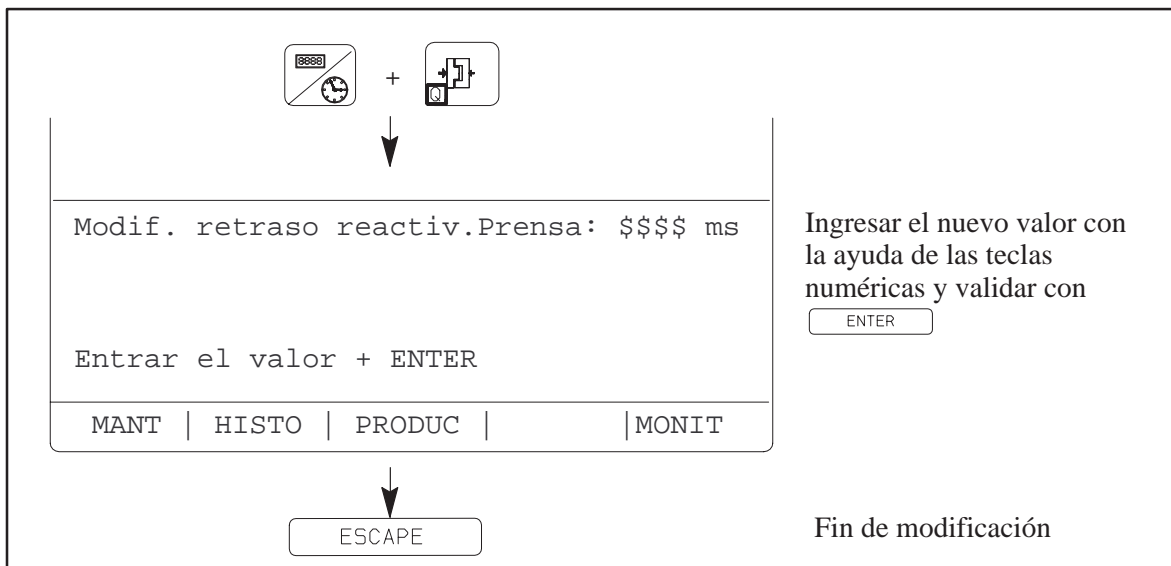 8888
+
Q
Modif. retraso reactiv.Prensa: $$$$ ms
Ingresar el nuevo valor con
la ayuda de las teclas
numéricas y validar con
ENTER
Entrar el valor + ENTER
MANT | HISTO | PRODUC | |MONIT
ESCAPE
Fin de modificación